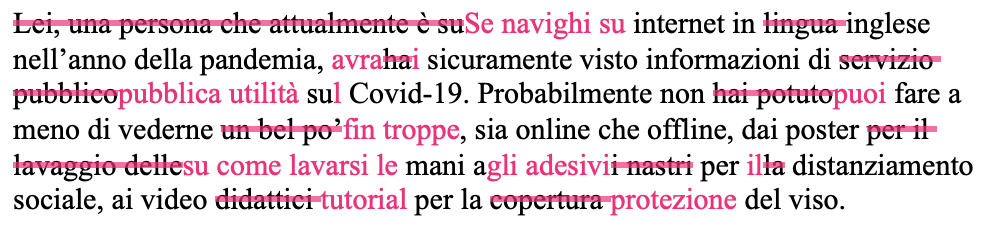 Lei, una persona che attualmente è suSe navighi su internet in lingua inglese
nell’anno della pandemia, avrahai sicuramente visto informazioni di servizio
pubblicopubblica utilità sul Covid-19. Probabilmente non hai potutopuoi fare a
meno di vederne un bel po’fin troppe, sia online che offline, dai poster per il
lavaggio dellesu come lavarsi le mani agli adesivii nastri per illa distanziamento
sociale, ai video didattici tutorial per la copertura protezione del viso.